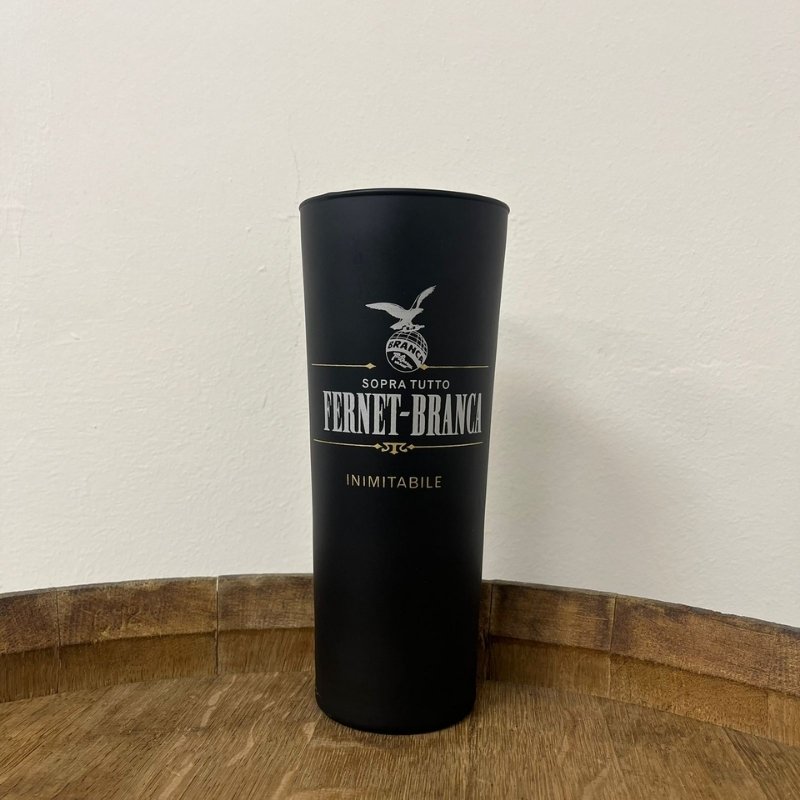 BRANCA
SOPRA TUTTO
FERNET-BRANCA
INIMITABILE